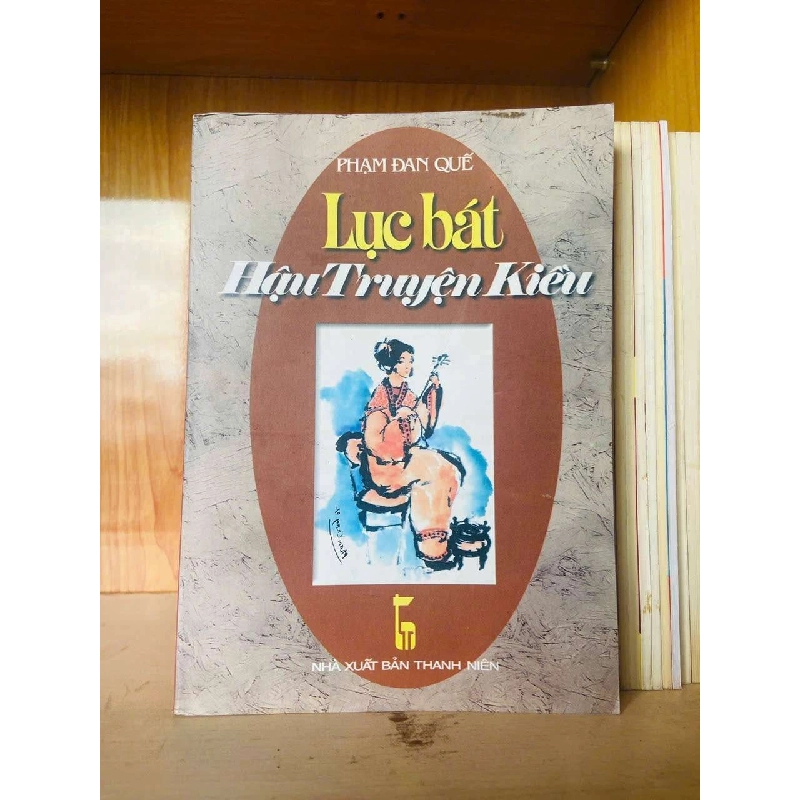 PHẠM ĐAN QUẾ
Lục bát
Hậu Truyện Kiều
NHÀ XUẤT BẢN THANH NIÊN